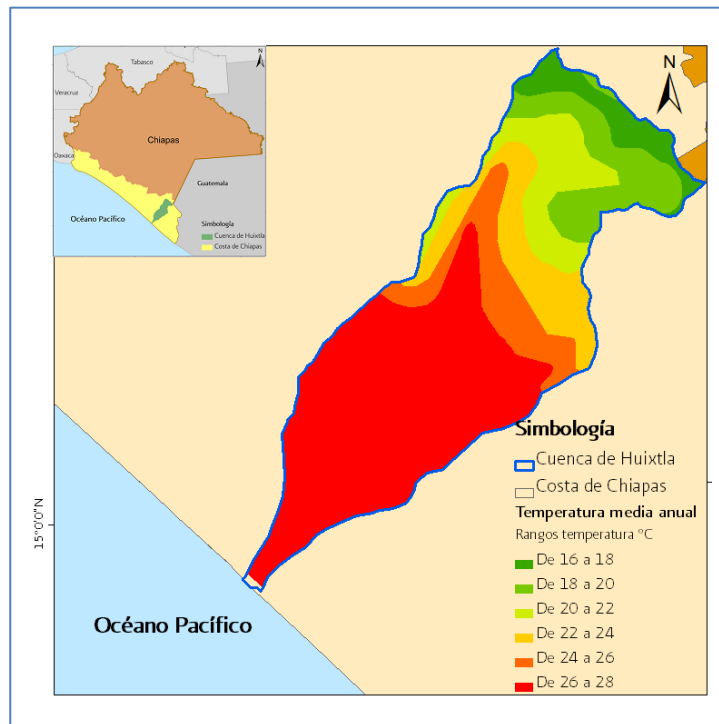 N
Tabasco
Veracruz
Chiapas
Oaxaca
Guatemala
Océano Pacífico
Simbología
Cuenca de Huixtla
Costa de Chiapas
N
15°0'0"N
Océano Pacífico
Simbología
Cuenca de Huixtla
Costa de Chiapas
Temperatura media anual
Rangos temperatura °C
De 16 a 18
De 18 a 20
De 20 a 22
De 22 a 24
De 24 a 26
De 26 a 28